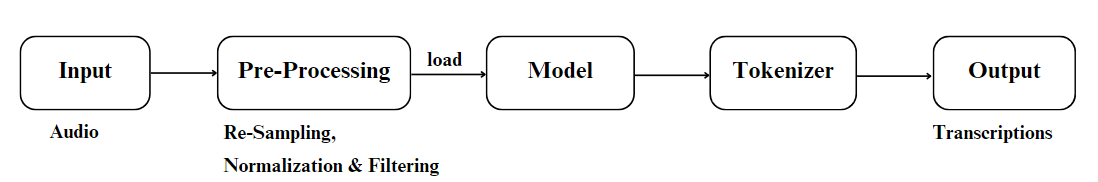 Input
Pre-Processing
load
Model
Tokenizer
Output
Audio
Re-Sampling,
Normalization & Filtering
Transcriptions